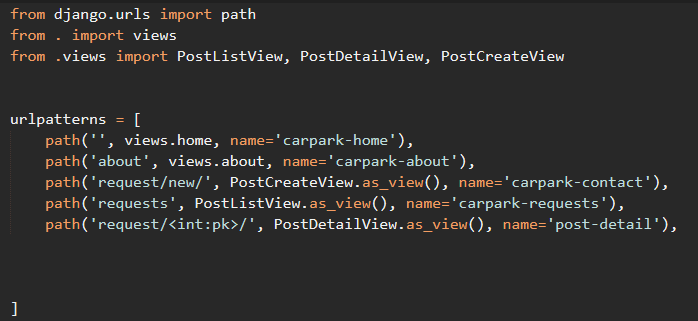 from django.urls import path
from . import views
from .views import PostListView, PostDetailView, PostCreateView
urlpatterns = [
path('', views.home, name='carpark-home'),
path('about', views.about, name='carpark-about'),
path('request/new/', PostCreateView.as_view(), name='carpark-contact'),
path('requests', PostListView.as_view(), name='carpark-requests'),
path('request/<int:pk>/', PostDetailView.as_view(), name='post-detail'),
]